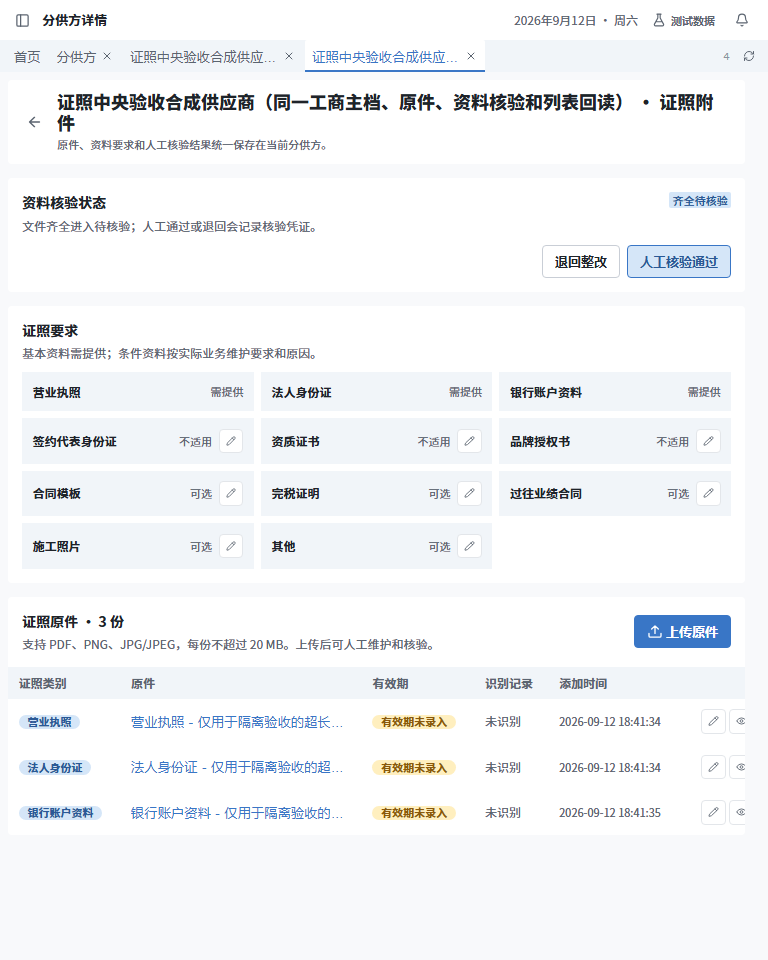 分供方详情
2026年9月12日 • 周六
测试数据
首页
分供方
证照中央验收合成供应…
证照中央验收合成供应…
4
证照中央验收合成供应商（同一工商主档、原件、资料核验和列表回读） • 证照附
件
原件、资料要求和人工核验结果统一保存在当前分供方。
资料核验状态
齐全待核验
文件齐全进入待核验；人工通过或退回会记录核验凭证。
退回整改
人工核验通过
证照要求
基本资料需提供；条件资料按实际业务维护要求和原因。
营业执照 需提供
法人身份证 需提供
银行账户资料 需提供
签约代表身份证 不适用
资质证书 不适用
品牌授权书 不适用
合同模板 可选
完税证明 可选
过往业绩合同 可选
施工照片 可选
其他 可选
证照原件 • 3 份
支持 PDF、PNG、JPG/JPEG，每份不超过 20 MB。上传后可人工维护和核验。
上传原件
证照类别 原件 有效期 识别记录 添加时间
营业执照 营业执照 - 仅用于隔离验收的超长… 有效期未录入 未识别 2026-09-12 18:41:34
法人身份证 法人身份证 - 仅用于隔离验收的超… 有效期未录入 未识别 2026-09-12 18:41:34
银行账户资料 银行账户资料 - 仅用于隔离验收的… 有效期未录入 未识别 2026-09-12 18:41:35